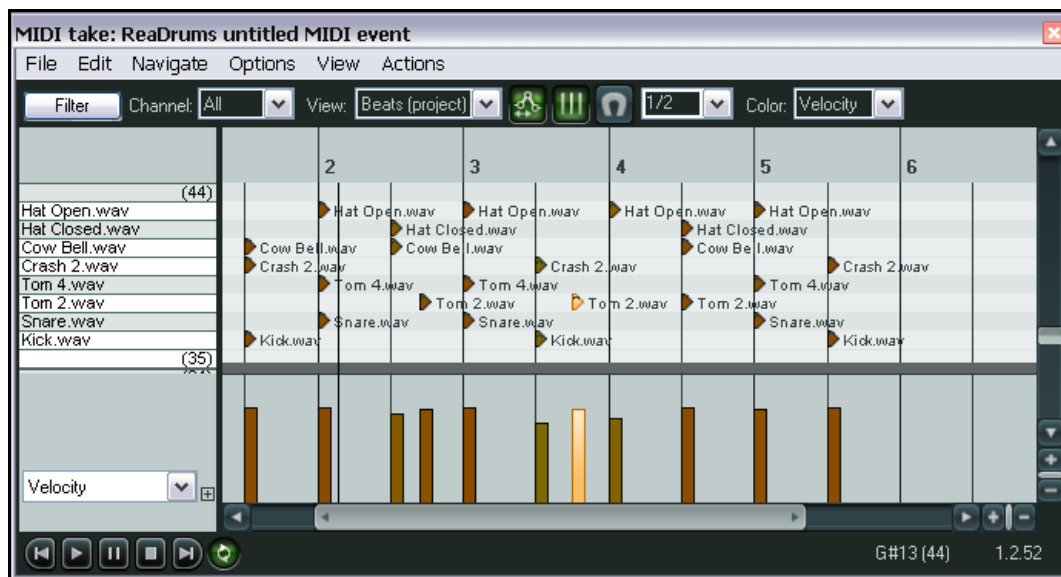 MIDI take: ReaDrums untitled MIDI event
File Edit Navigate Options View Actions
Filter Channel: All View: Beats (project) 1/2 Color: Velocity
2 3 4 5 6
(44)
Hat Open.wav Hat Open.wav Hat Open.wav Hat Open.wav Hat Open.wav
Hat Closed.wav Hat Closed.wav Hat Closed.wav
Cow Bell.wav Cow Bell.wav Cow Bell.wav Cow Bell.wav
Crash 2.wav Crash 2.wav Crash 2.wav Crash 2.wav
Tom 4.wav Tom 4.wav Tom 4.wav Tom 4.wav
Tom 2.wav Tom 2.wav Tom 2.wav Tom 2.wav
Snare.wav Snare.wav Snare.wav Snare.wav
Kick.wav Kick.wav Kick.wav Kick.wav
(35)
Velocity
G#13 (44) 1.2.52